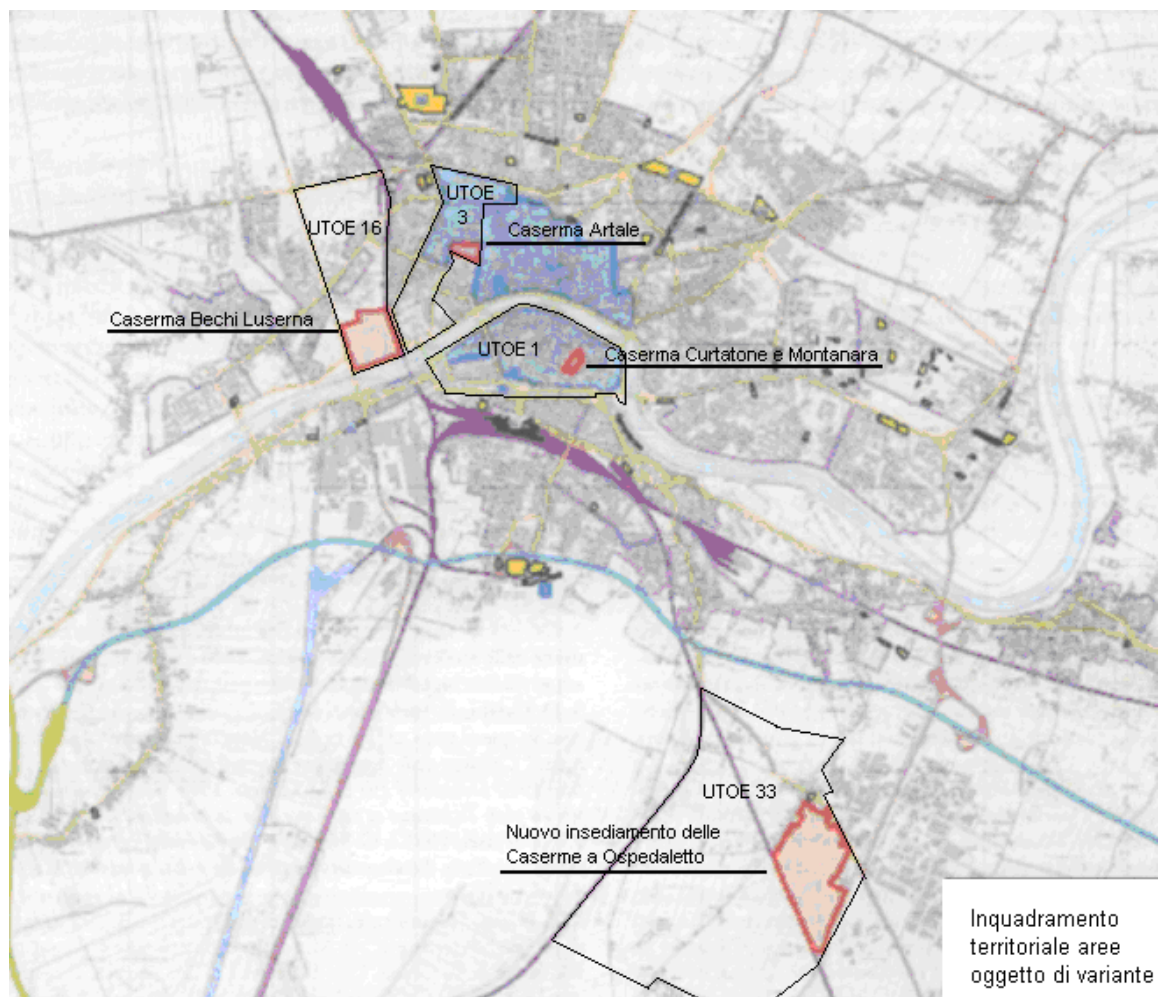 UTOE
3
UTOE 16
Caserma Artale
Caserma Bechi Luserna
UTOE 1
Caserma Curtatone e Montanara
UTOE 33
Nuovo insediamento delle
Caserme a Ospedaletto
Inquadramento
territoriale aree
oggetto di variante